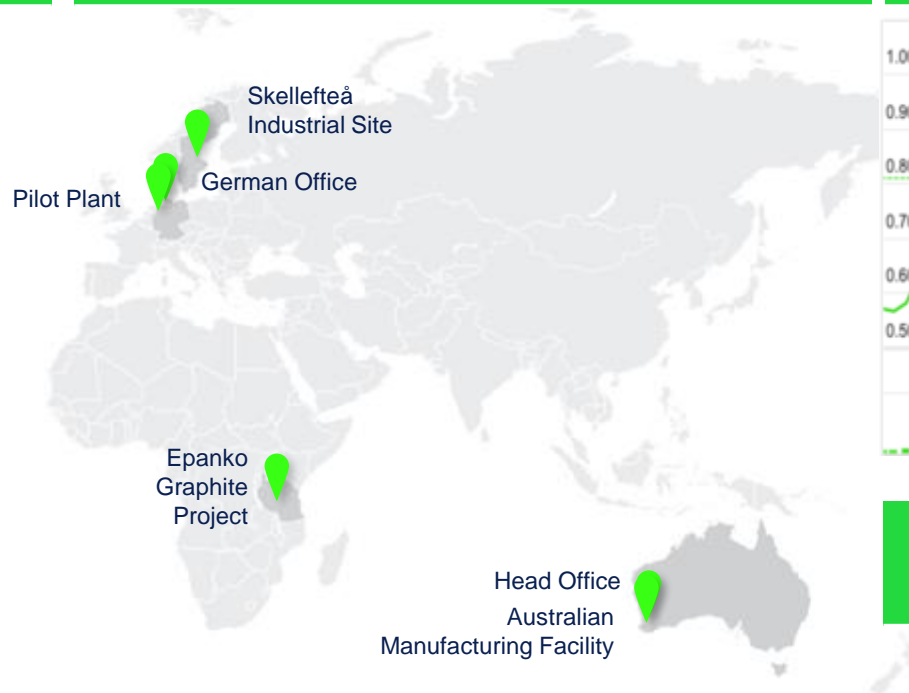 Skellefteå
Industrial Site
German Office
Pilot Plant
Epanko
Graphite
Project
Head Office
Australian
Manufacturing Facility